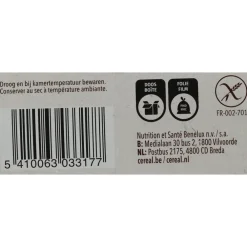 Droog en bij kamertemperatuur bewaren.
Conserver au sec à température ambiante.
DOOS
BOÎTE
FOLIE
FILM
FR-002-701
5 410063 033177
Nutrition et Santé Benelux n.v. / s.a.
B: Medialaan 30 bus 2, 1800 Vilvoorde
NL: Postbus 2175, 4800 CD Breda
cereal.be / cereal.nl